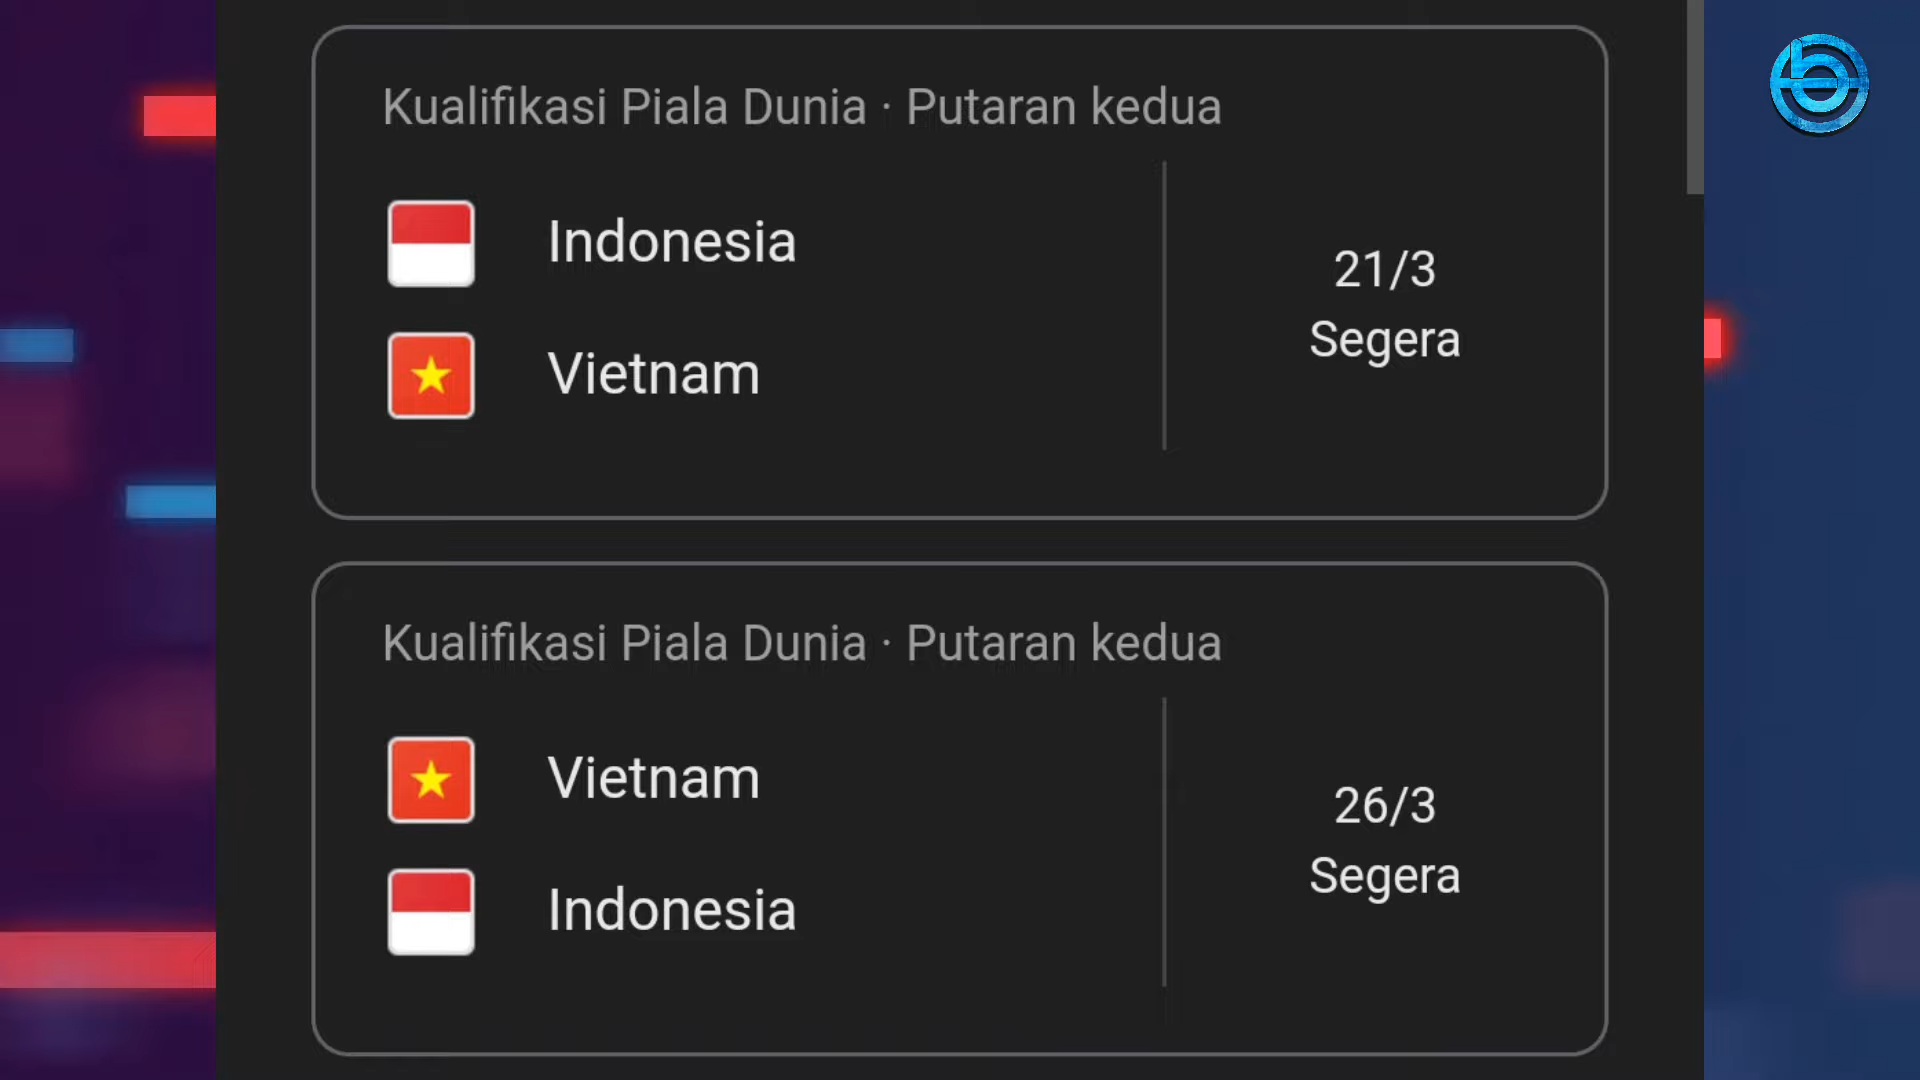 Kualifikasi Piala Dunia · Putaran kedua
Indonesia
Vietnam
21/3
Segera
Kualifikasi Piala Dunia · Putaran kedua
Vietnam
Indonesia
26/3
Segera